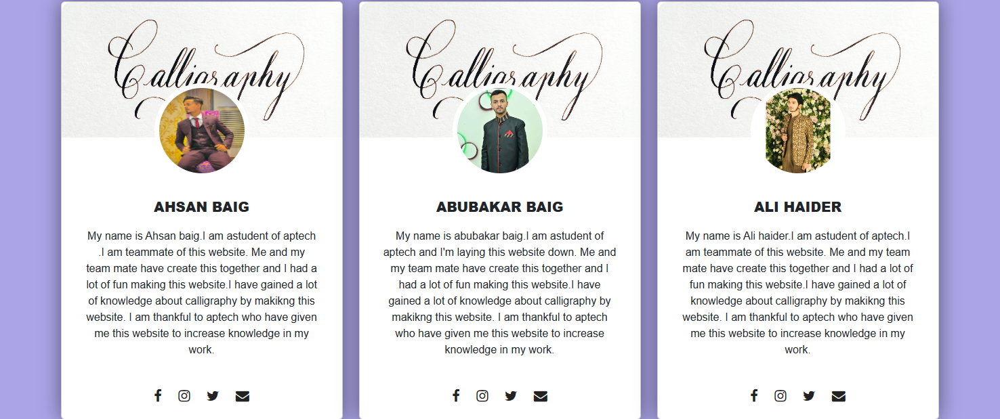 Calligraphy
Calligraphy
Calligraphy
AHSAN BAIG
My name is Ahsan baig.I am astudent of aptech
.I am teammate of this website. Me and my
team mate have create this together and I had a
lot of fun making this website.I have gained a lot
of knowledge about calligraphy by makikng this
website. I am thankful to aptech who have given
me this website to increase knowledge in my
work.
ABUBAKAR BAIG
My name is abubakar baig.I am astudent of
aptech and I'm laying this website down. Me and
my team mate have create this together and I
had a lot of fun making this website.I have
gained a lot of knowledge about calligraphy by
makikng this website. I am thankful to aptech
who have given me this website to increase
knowledge in my work.
ALI HAIDER
My name is Ali haider.I am astudent of aptech.I
am teammate of this website. Me and my team
mate have create this together and I had a lot of
fun making this website.I have gained a lot of
knowledge about calligraphy by makikng this
website. I am thankful to aptech who have given
me this website to increase knowledge in my
work.